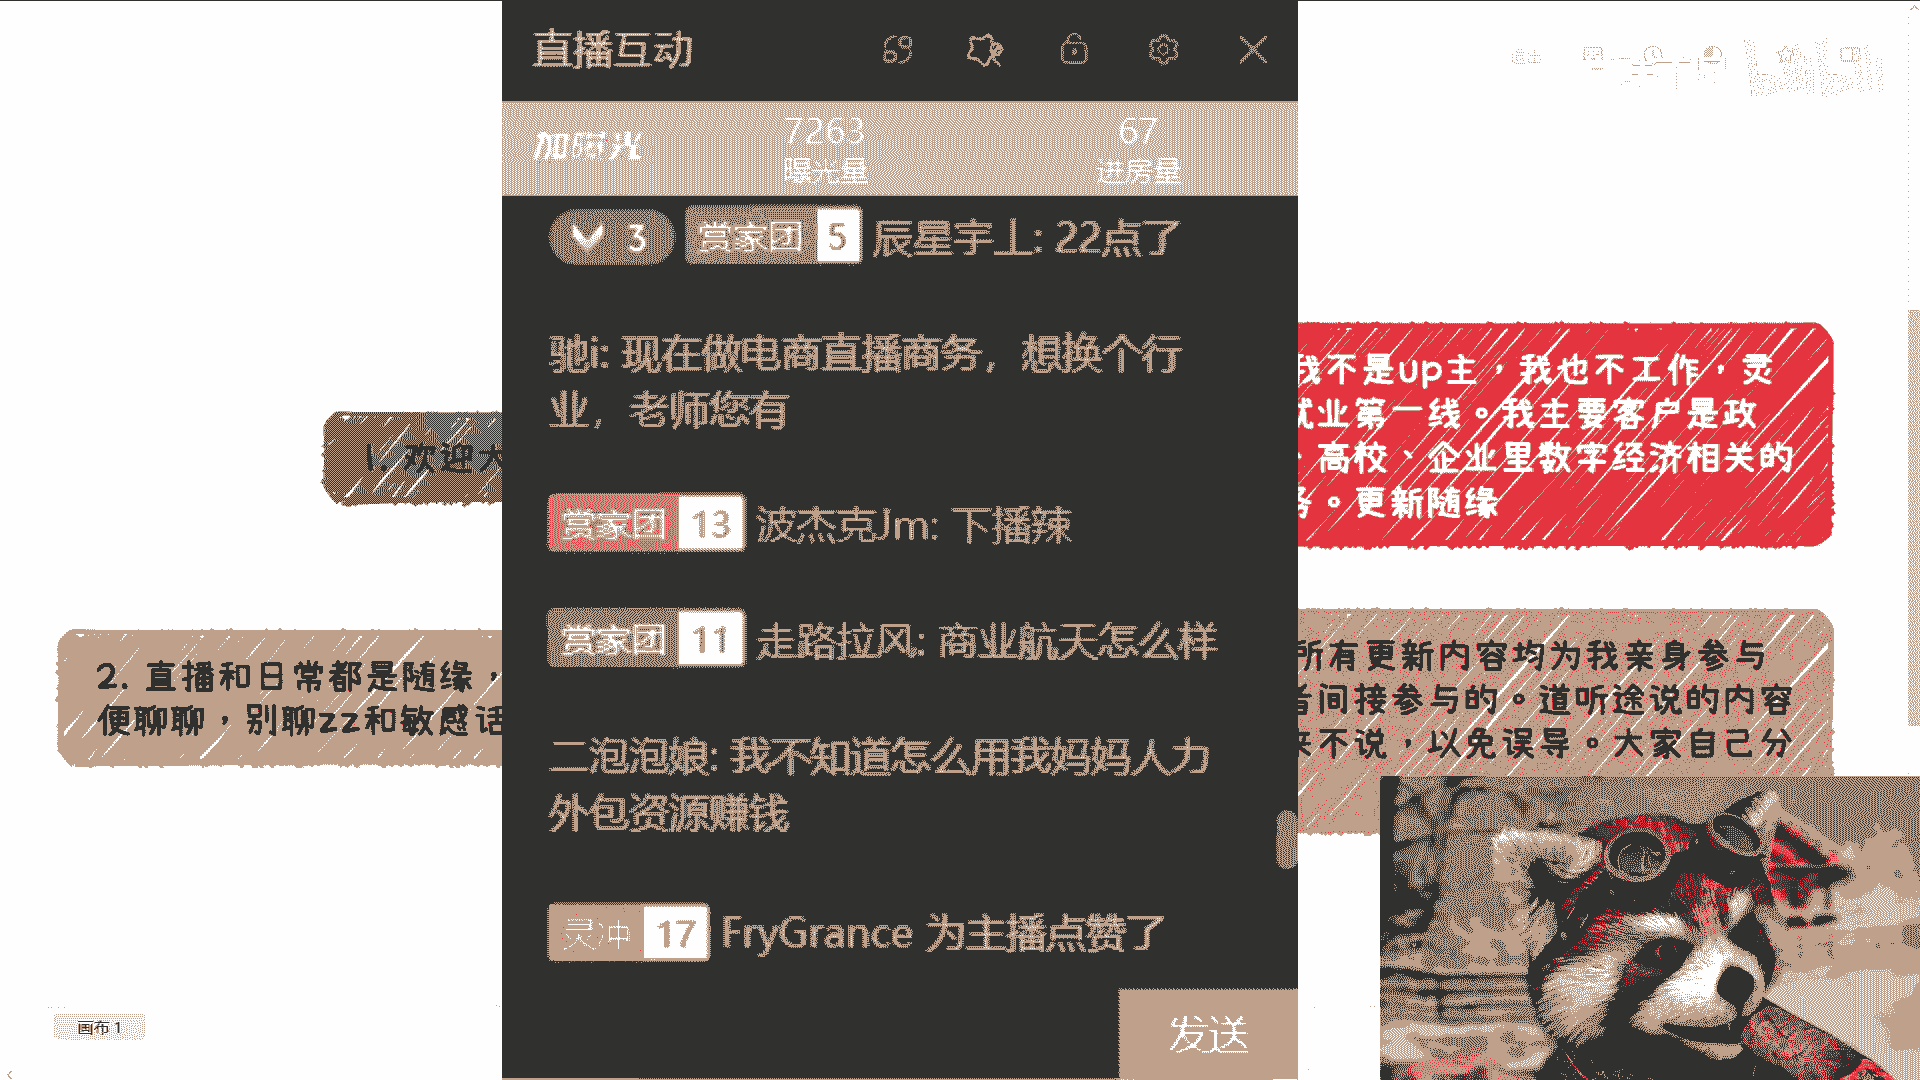 直播互动
加曝光
7263
曝光量
67
进房量
3 赏家团 5 辰星宇上: 22点了
驰i: 现在做电商直播商务，想换个行
业，老师您有
赏家团 13 波杰克Jm: 下播辣
赏家团 11 走路拉风: 商业航天怎么样
二泡泡娘: 我不知道怎么用我妈妈人力
外包资源赚钱
灵冲 17 FryGrance 为主播点赞了
发送
1. 欢迎大
2. 直播和日常都是随缘，
便聊聊，别聊zz和敏感话
我不是up主，我也不工作，灵
就业第一线。我主要客户是政
、高校、企业里数字经济相关的
务。更新随缘
所有更新内容均为我亲身参与
者间接参与的。道听途说的内容
来不说，以免误导。大家自己分
画布 1